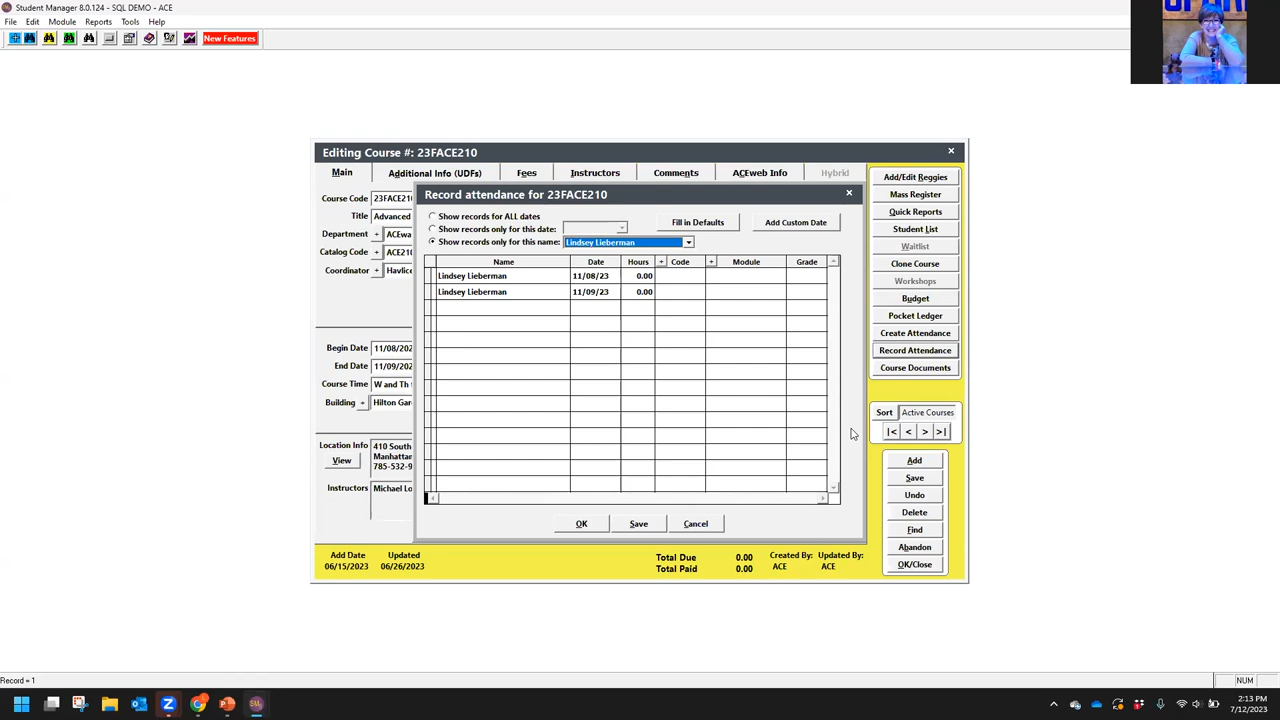 Student Manager 8.0.124 - SQL DEMO - ACE
File Edit Module Reports Tools Help
New Features
Editing Course #: 23FACE210
Main Additional Info (UDFs) Fees Instructors Comments ACEweb Info Hybrid
Course Code 23FACE210
Title Advanced
Department + ACEwa
Catalog Code + ACE210
Coordinator + Havlice
Begin Date 11/08/202
End Date 11/09/202
Course Time W and Th
Building + Hilton Gar
Location Info 410 South
View Manhattan
785-532-9
Instructors Michael Lo
Record attendance for 23FACE210
Show records for ALL dates
Show records only for this date:
Show records only for this name: Lindsey Lieberman
Fill in Defaults Add Custom Date
Name Date Hours + Code + Module Grade
Lindsey Lieberman 11/08/23 0.00
Lindsey Lieberman 11/09/23 0.00
OK Save Cancel
Add Date Updated Total Due 0.00 Created By: Updated By:
06/15/2023 06/26/2023 Total Paid 0.00 ACE ACE
Add/Edit Reggies
Mass Register
Quick Reports
Student List
Waitlist
Clone Course
Workshops
Budget
Pocket Ledger
Create Attendance
Record Attendance
Course Documents
Sort Active Courses
|< < > >|
Add
Save
Undo
Delete
Find
Abandon
OK/Close
Record = 1
NUM
2:13 PM
7/12/2023